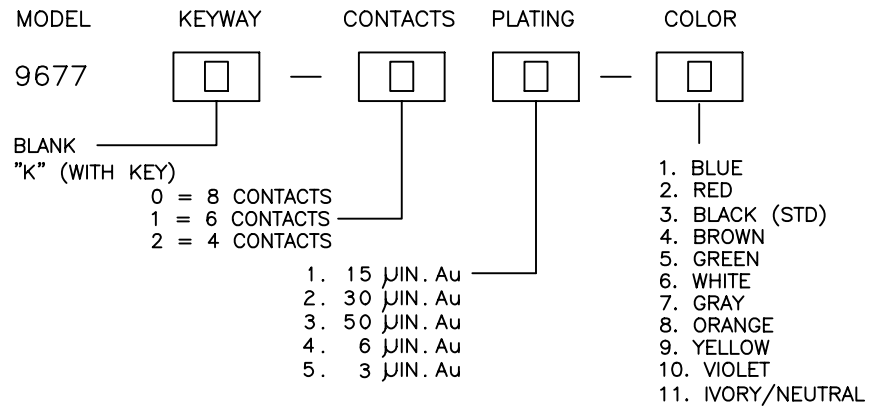 MODEL KEYWAY CONTACTS PLATING COLOR
9677 — —
BLANK
"K" (WITH KEY)
0 = 8 CONTACTS
1 = 6 CONTACTS
2 = 4 CONTACTS
1. 15 µIN. Au
2. 30 µIN. Au
3. 50 µIN. Au
4. 6 µIN. Au
5. 3 µIN. Au
1. BLUE
2. RED
3. BLACK (STD)
4. BROWN
5. GREEN
6. WHITE
7. GRAY
8. ORANGE
9. YELLOW
10. VIOLET
11. IVORY/NEUTRAL